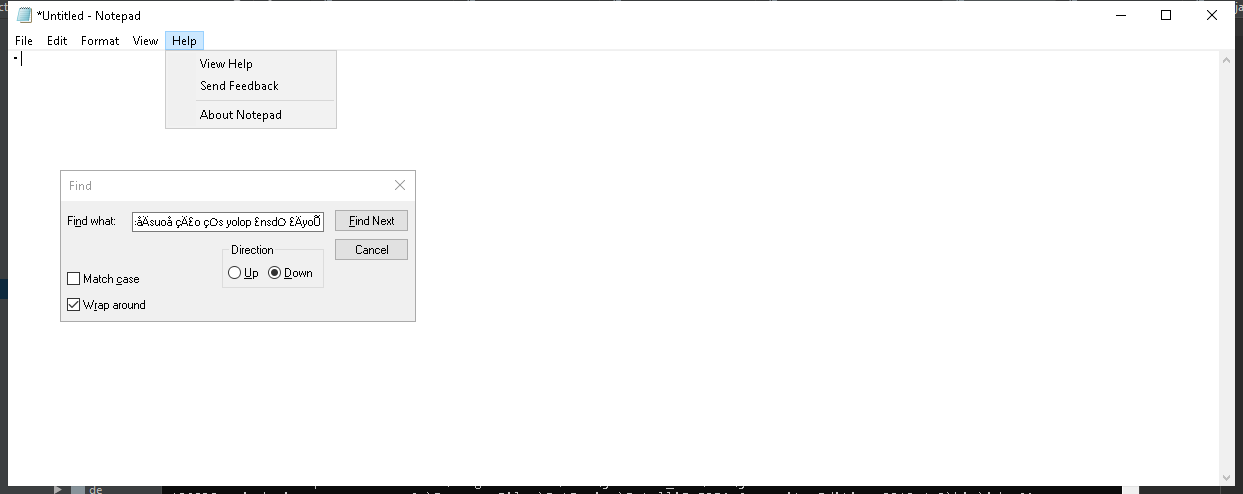 *Untitled - Notepad
File Edit Format View Help
-
View Help
Send Feedback
About Notepad
Find
Find what: :åÄsuoå çÄ£o çOs yolop £nsdO £ÄyoÕ Find Next
Direction Cancel
Up Down
Match case
Wrap around
de